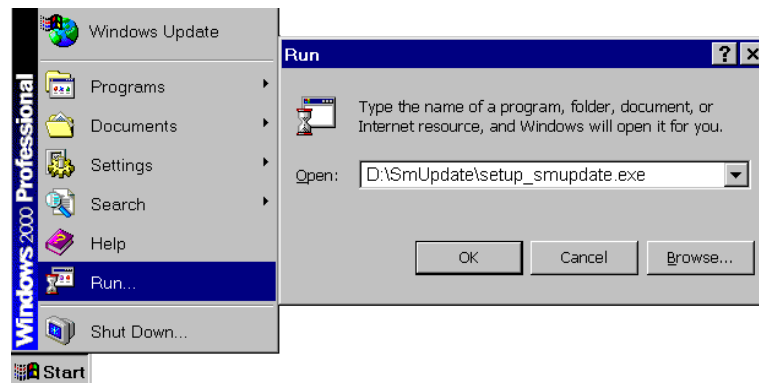 Windows 2000 Professional
Windows Update
Programs
Documents
Settings
Search
Help
Run...
Shut Down...
Start
Run
Type the name of a program, folder, document, or
Internet resource, and Windows will open it for you.
Open: D:\SmUpdate\setup_smupdate.exe
OK Cancel Browse...